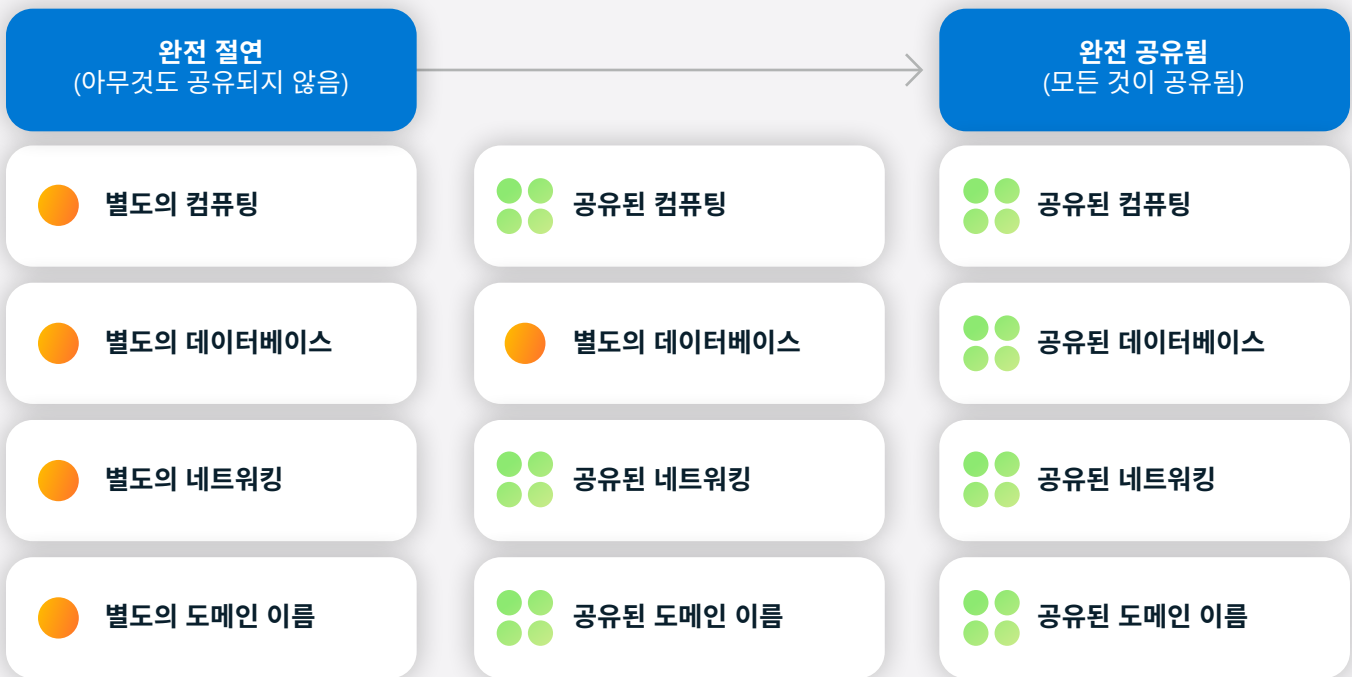 완전 절연
(아무것도 공유되지 않음)
완전 공유됨
(모든 것이 공유됨)
별도의 컴퓨팅
공유된 컴퓨팅
공유된 컴퓨팅
별도의 데이터베이스
별도의 데이터베이스
공유된 데이터베이스
별도의 네트워킹
공유된 네트워킹
공유된 네트워킹
별도의 도메인 이름
공유된 도메인 이름
공유된 도메인 이름